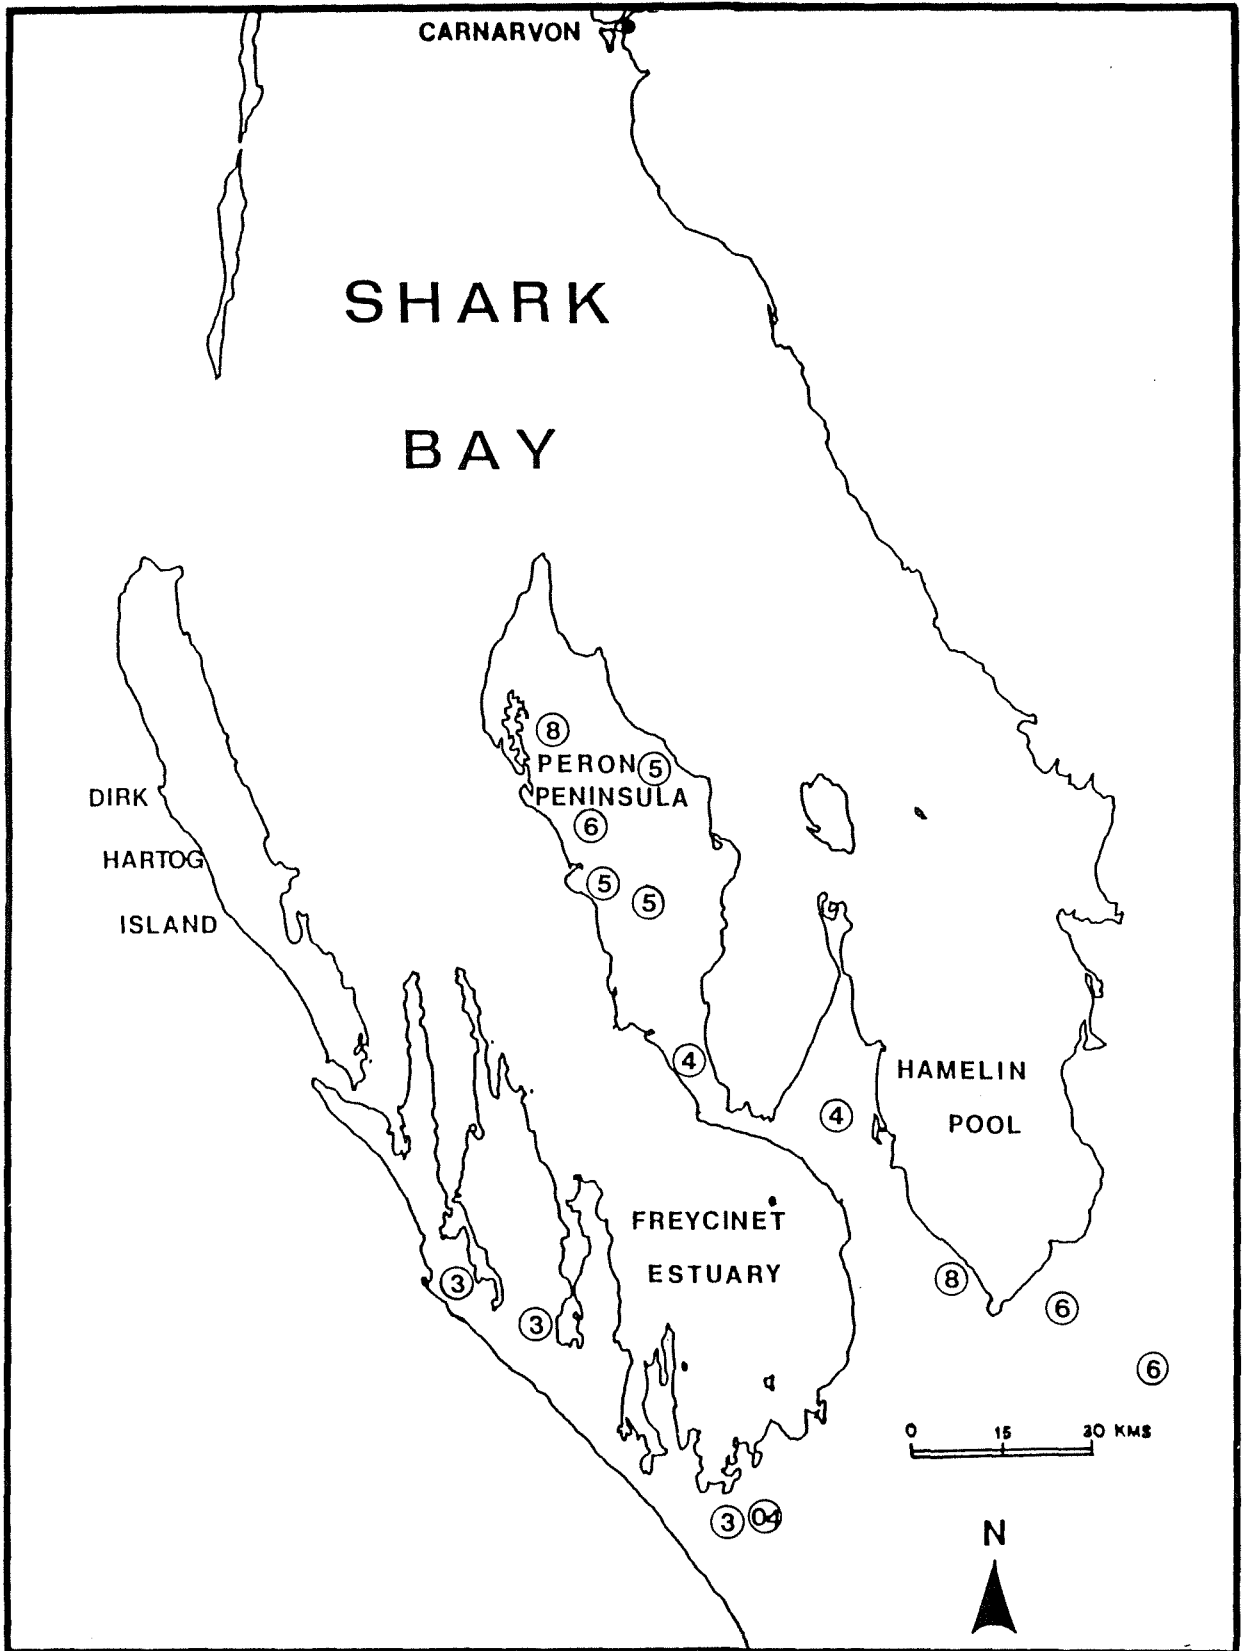 CARNARVON
SHARK
BAY
8
PERON 5
PENINSULA
DIRK
6
HARTOG
5
5
ISLAND
4
HAMELIN
4
POOL
FREYCINET
ESTUARY
3
8
6
3
6
0 15 30 KMS
3 04
N